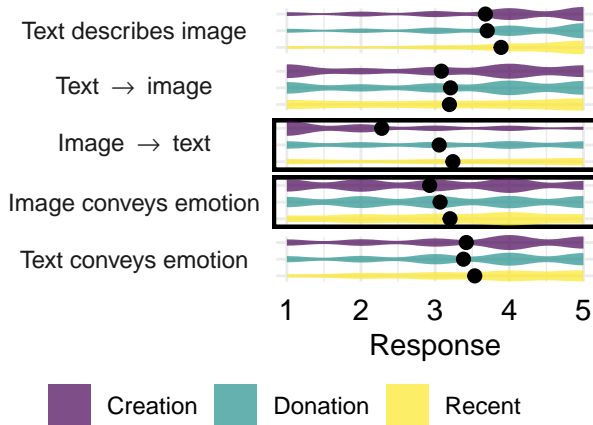 Text describes image
Text → image
Image → text
Image conveys emotion
Text conveys emotion
1 2 3 4 5
Response
Creation Donation Recent